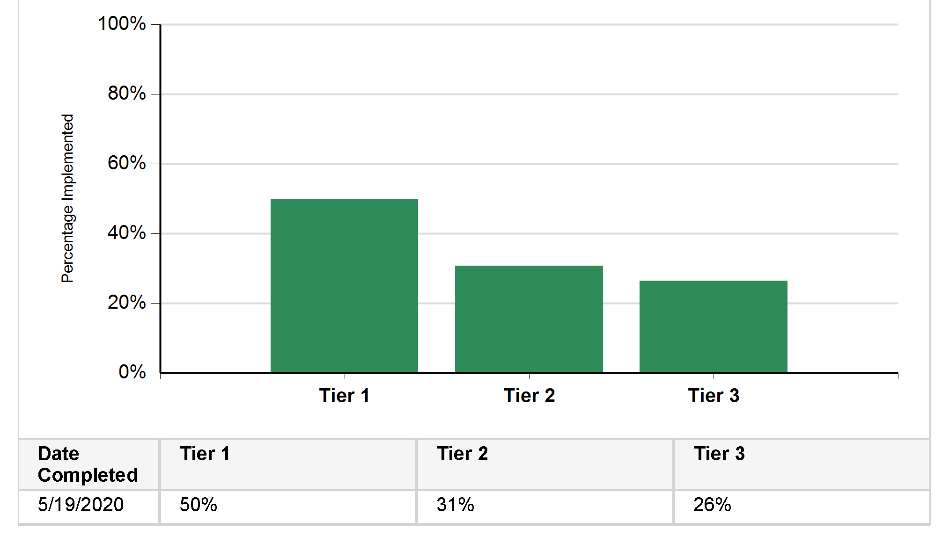 100%
80%
60%
40%
20%
0%
Percentage Implemented
Tier 1 Tier 2 Tier 3
Date Completed Tier 1 Tier 2 Tier 3
5/19/2020 50% 31% 26%